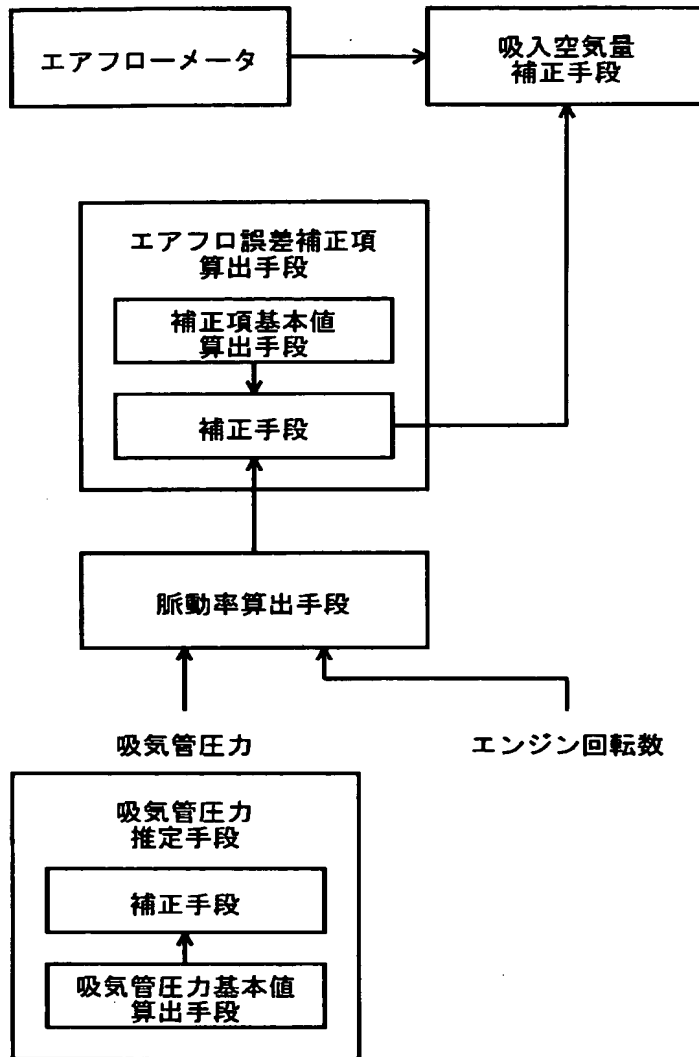 エアフローメータ
吸入空気量
補正手段
エアフロ誤差補正項
算出手段
補正項基本値
算出手段
補正手段
脈動率算出手段
吸気管圧力
エンジン回転数
吸気管圧力
推定手段
補正手段
吸気管圧力基本値
算出手段